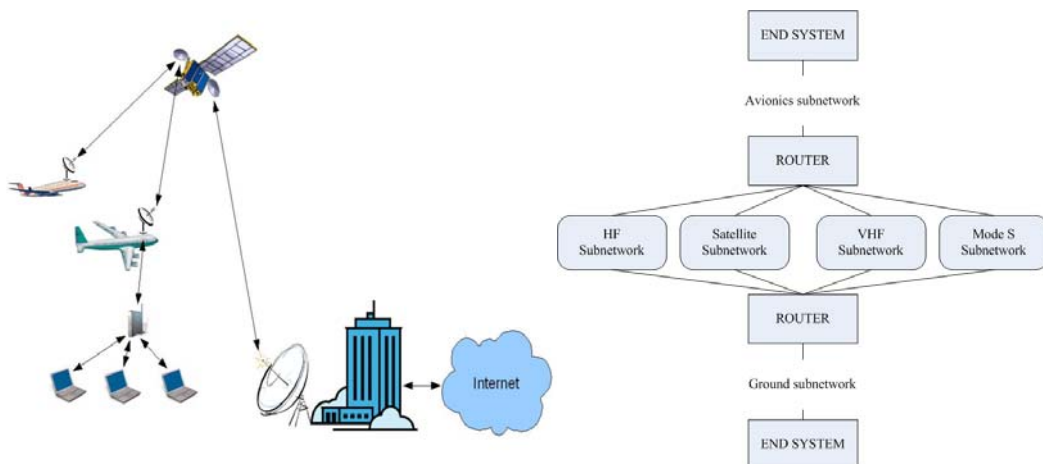 END SYSTEM
Avionics subnetwork
ROUTER
HF
Subnetwork
Satellite
Subnetwork
VHF
Subnetwork
Mode S
Subnetwork
ROUTER
Internet
Ground subnetwork
END SYSTEM